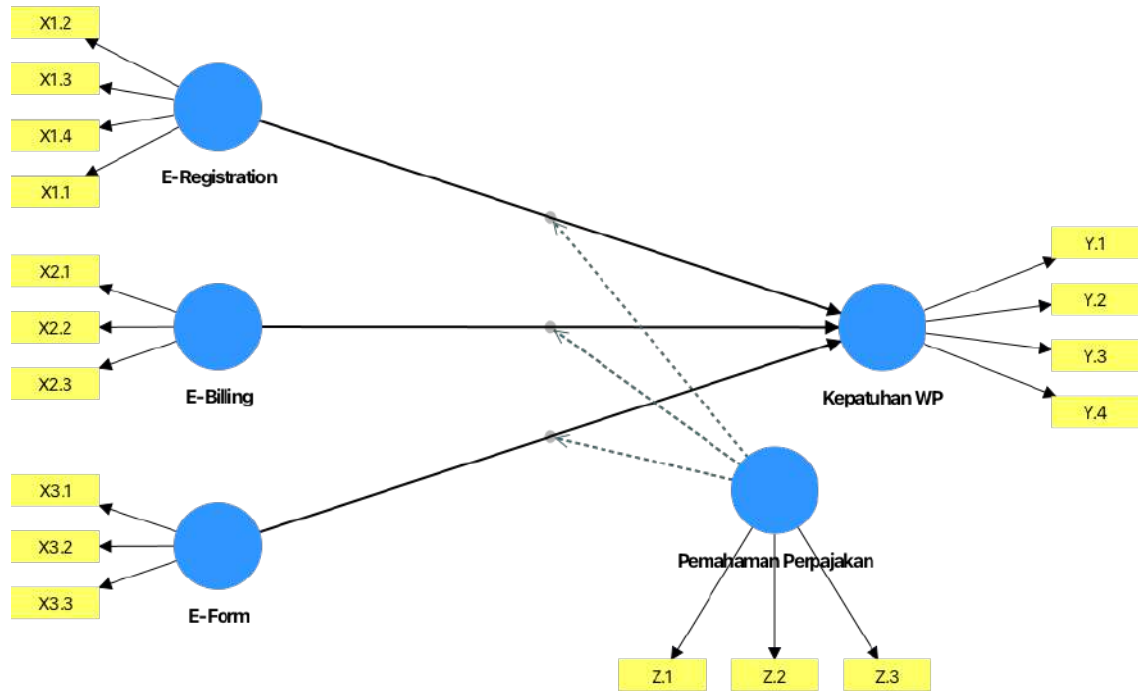 X1.2
X1.3
X1.4
X1.1
E-Registration
X2.1
X2.2
X2.3
E-Billing
X3.1
X3.2
X3.3
E-Form
Y.1
Y.2
Y.3
Y.4
Kepatuhan WP
Pemahaman Perpajakan
Z.1
Z.2
Z.3